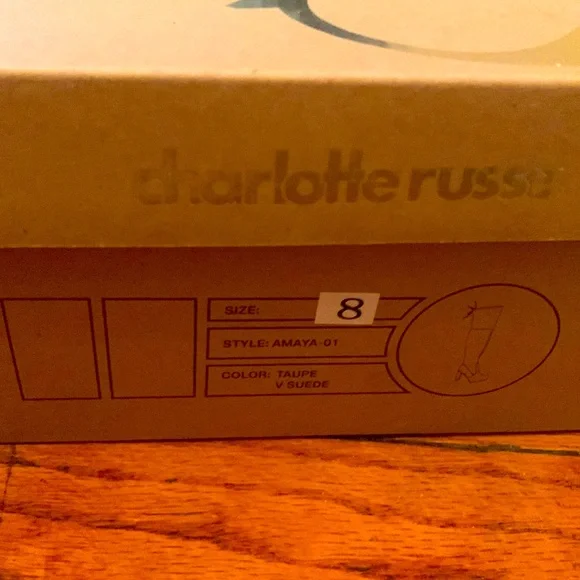 charlotte russe
SIZE: 8
STYLE: AMAYA-01
COLOR: TAUPE
V SUEDE